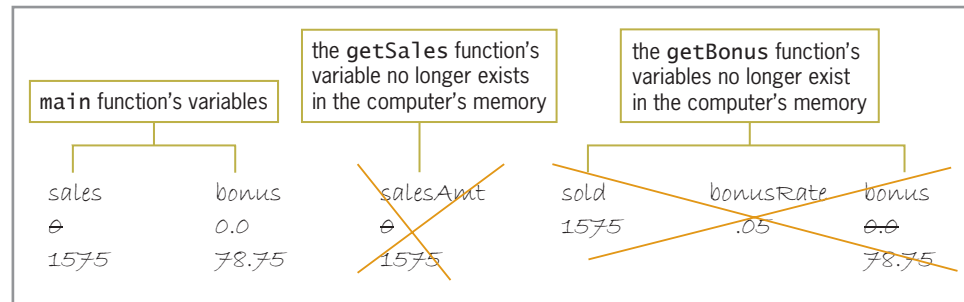 main function's variables
the getSales function's
variable no longer exists
in the computer's memory
the getBonus function's
variables no longer exist
in the computer's memory
sales bonus salesAmt sold bonusRate bonus
0 0.0 0 1575 .05 0.0
1575 78.75 1575 78.75